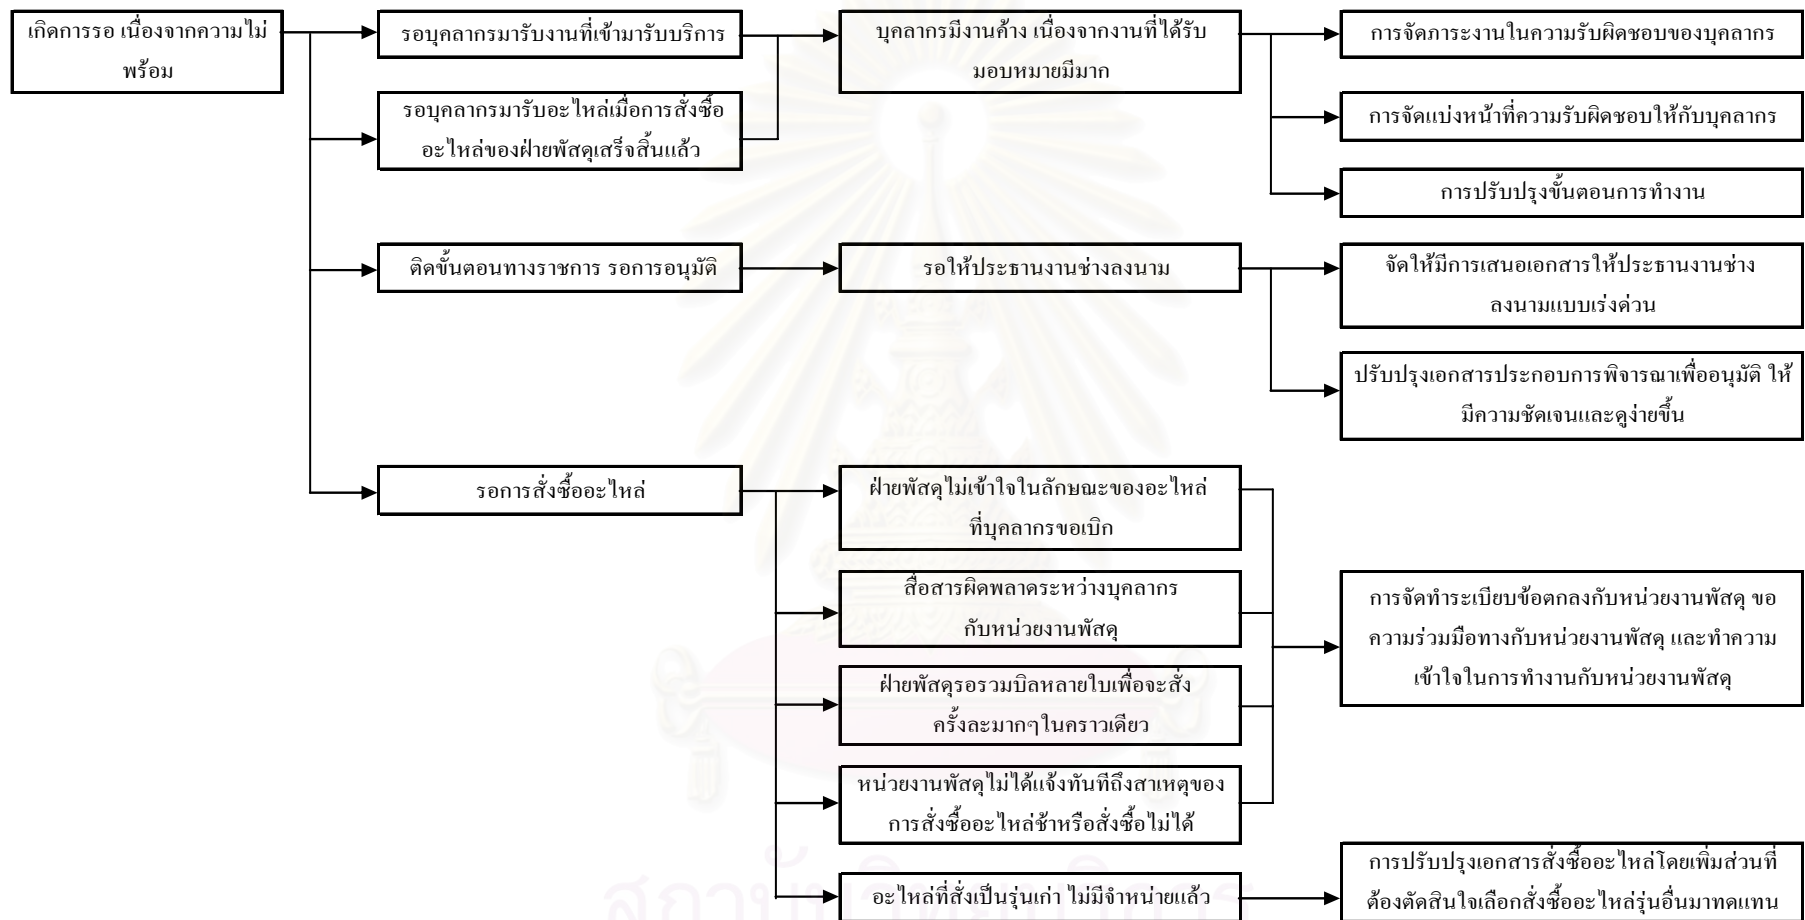 เกิดการรอ เนื่องจากความไม่
พร้อม
รอบุคลากรมารับงานที่เข้ามารับบริการ
บุคลากรมีงานค้าง เนื่องจากงานที่ได้รับ
มอบหมายมีมาก
การจัดภาระงานในความรับผิดชอบของบุคลากร
รอบุคลากรมารับอะไหล่เมื่อการสั่งซื้อ
อะไหล่ของฝ่ายพัสดุเสร็จสิ้นแล้ว
การจัดแบ่งหน้าที่ความรับผิดชอบให้กับบุคลากร
การปรับปรุงขั้นตอนการทำงาน
ติดขั้นตอนทางราชการ รอการอนุมัติ
รอให้ประธานงานช่างลงนาม
จัดให้มีการเสนอเอกสารให้ประธานงานช่าง
ลงนามแบบเร่งด่วน
ปรับปรุงเอกสารประกอบการพิจารณาเพื่ออนุมัติ ให้
มีความชัดเจนและดูง่ายขึ้น
รอการสั่งซื้ออะไหล่
ฝ่ายพัสดุไม่เข้าใจในลักษณะของอะไหล่
ที่บุคลากรขอเบิก
สื่อสารผิดพลาดระหว่างบุคลากร
กับหน่วยงานพัสดุ
ฝ่ายพัสดุรอรวมบิลหลายใบเพื่อจะสั่ง
ครั้งละมากๆในคราวเดียว
หน่วยงานพัสดุไม่ได้แจ้งทันทีถึงสาเหตุของ
การสั่งซื้ออะไหล่ช้าหรือสั่งซื้อไม่ได้
การจัดทำระเบียบข้อตกลงกับหน่วยงานพัสดุ ขอ
ความร่วมมือทางกับหน่วยงานพัสดุ และทำความ
เข้าใจในการทำงานกับหน่วยงานพัสดุ
อะไหล่ที่สั่งเป็นรุ่นเก่า ไม่มีจำหน่ายแล้ว
การปรับปรุงเอกสารสั่งซื้ออะไหล่โดยเพิ่มส่วนที่
ต้องตัดสินใจเลือกสั่งซื้ออะไหล่รุ่นอื่นมาทดแทน
สถาบันวิทยบริการ